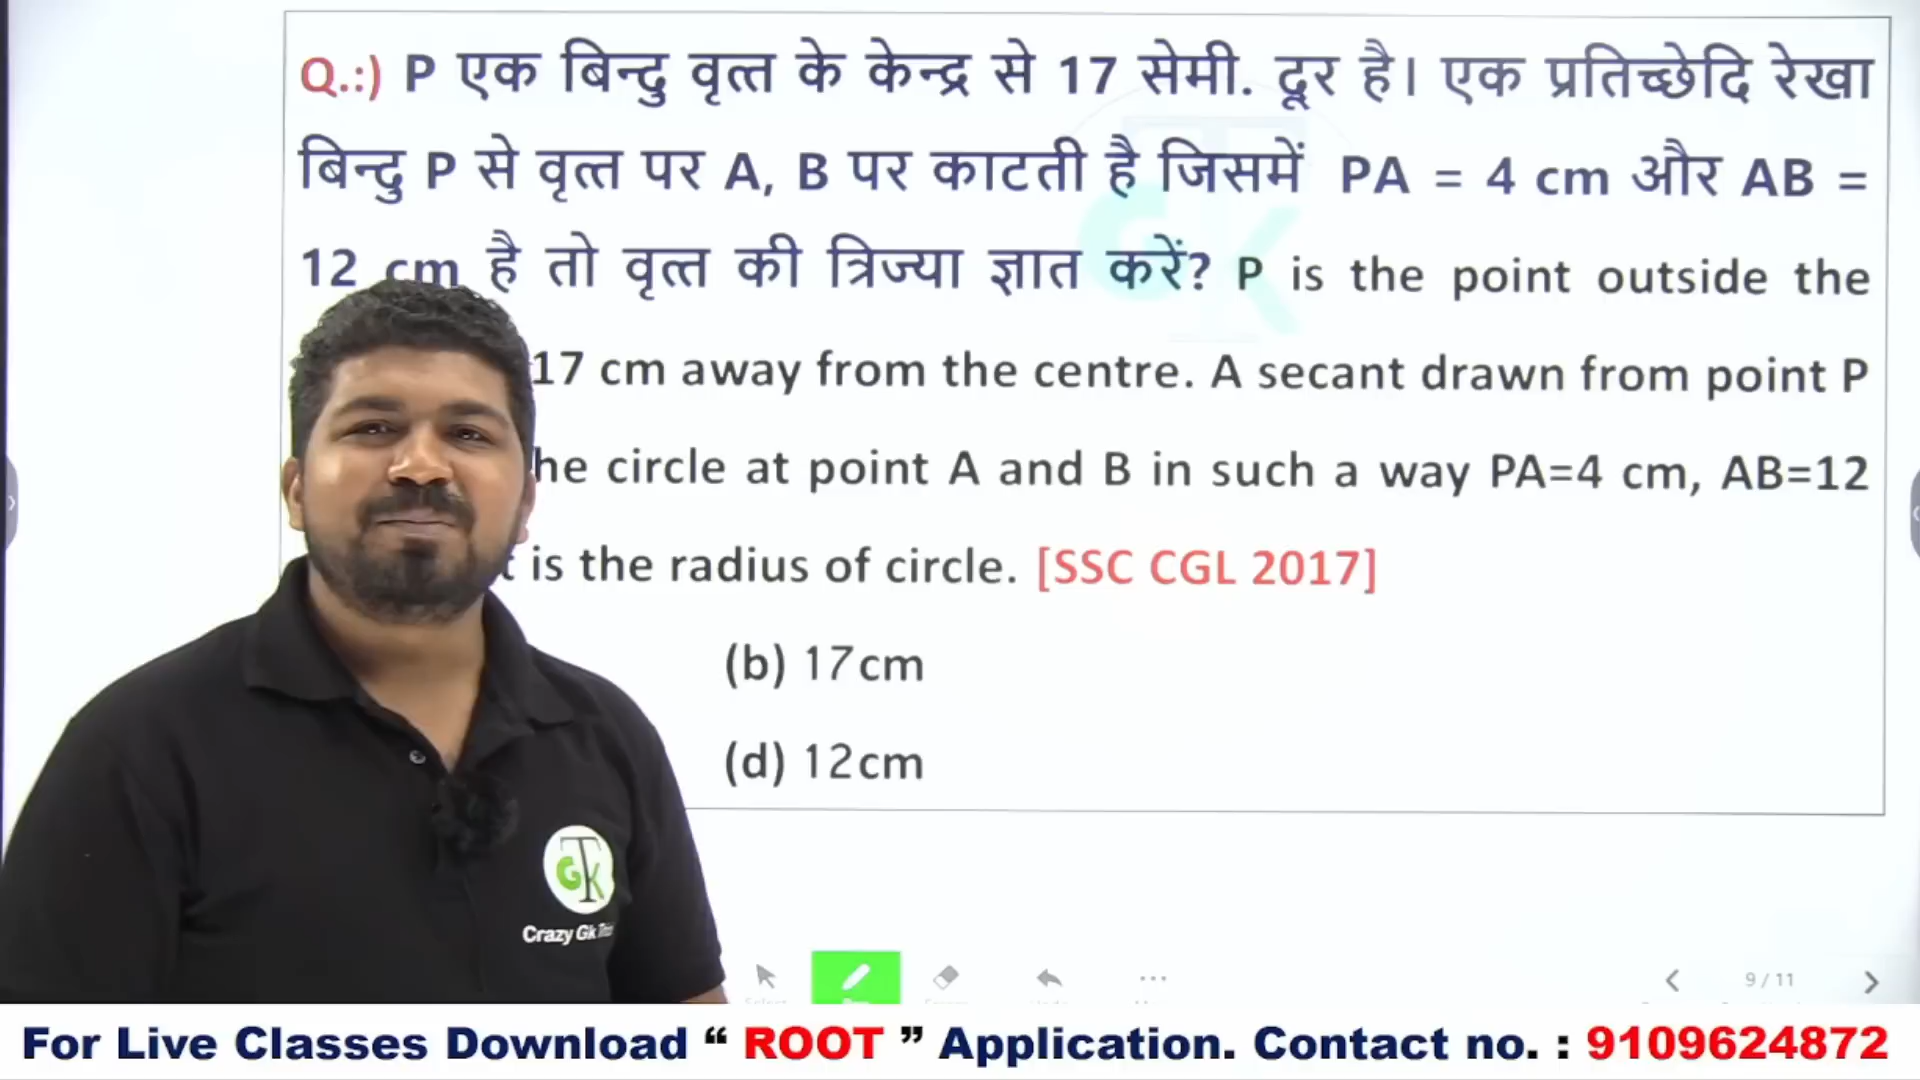 Q.:) P एक बिन्दु वृत्त के केन्द्र से 17 सेमी. दूर है। एक प्रतिच्छेदि रेखा
बिन्दु P से वृत्त पर A, B पर काटती है जिसमें PA = 4 cm और AB =
12 cm है तो वृत्त की त्रिज्या ज्ञात करें? P is the point outside the
17 cm away from the centre. A secant drawn from point P
he circle at point A and B in such a way PA=4 cm, AB=12
t is the radius of circle. [SSC CGL 2017]
(b) 17cm
(d) 12cm
GTK
Crazy Gk
9 / 11
For Live Classes Download “ ROOT ” Application. Contact no. : 9109624872